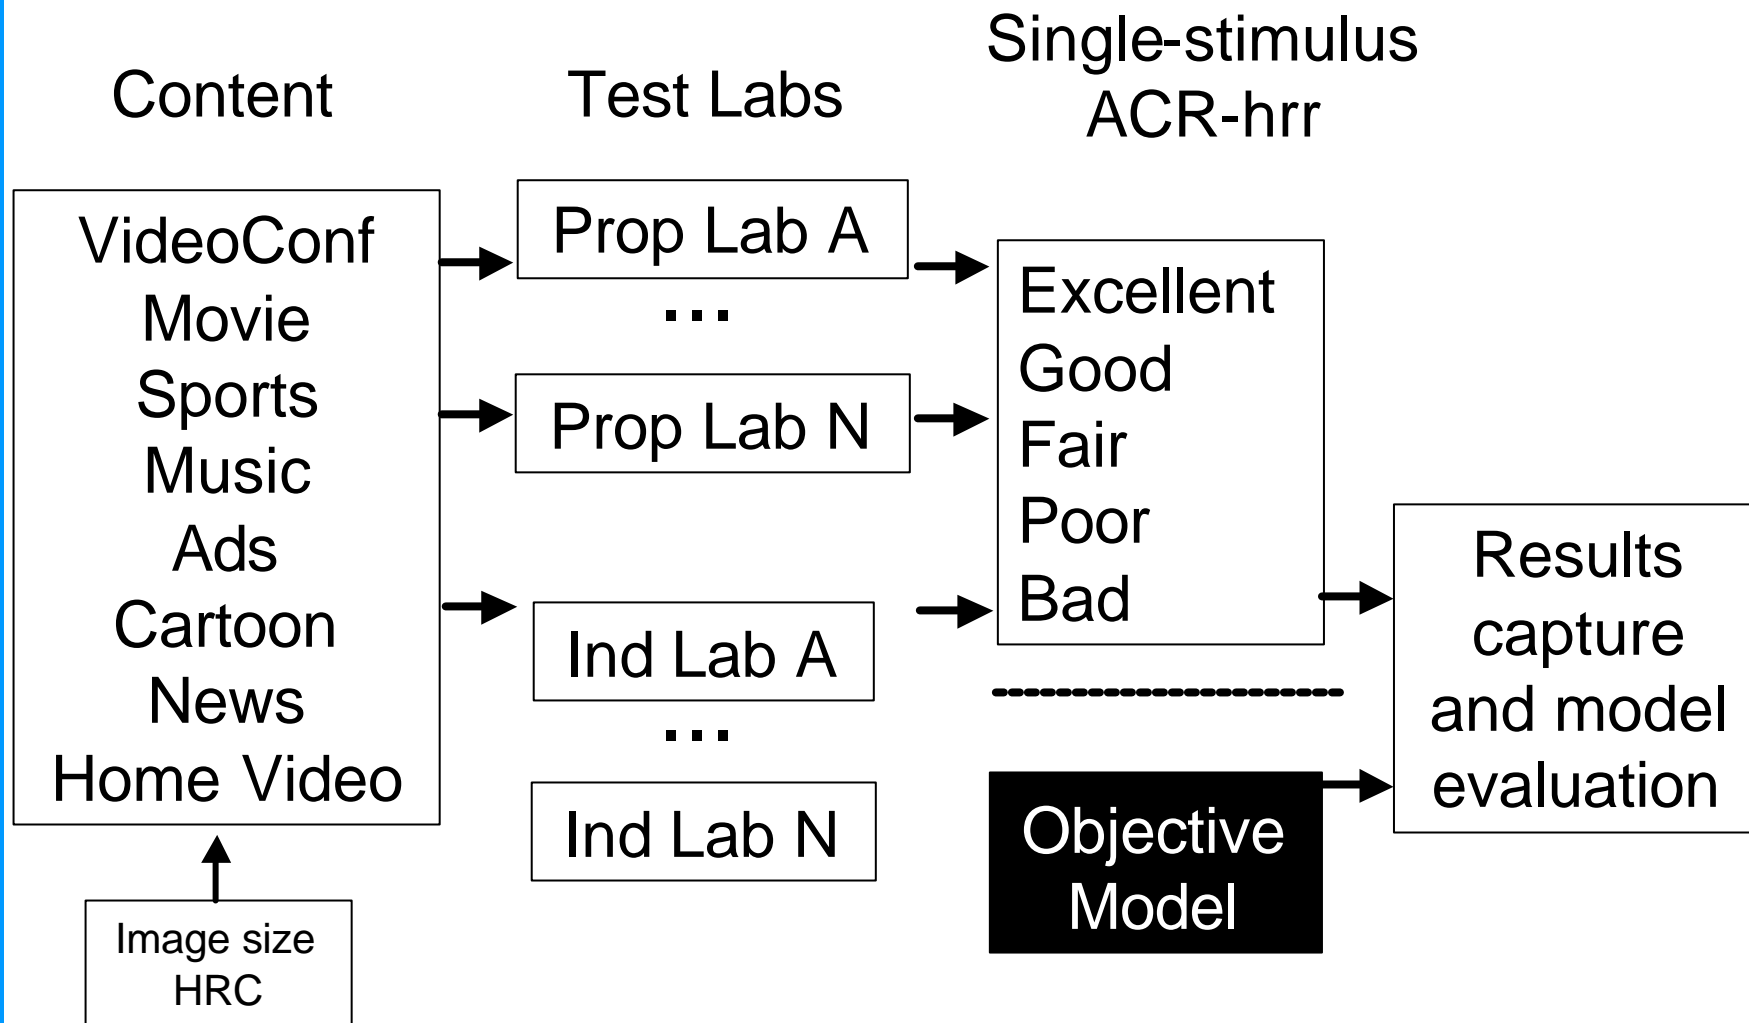 Content
Test Labs
Single-stimulus
ACR-hrr
VideoConf
Movie
Sports
Music
Ads
Cartoon
News
Home Video
Image size
HRC
Prop Lab A
...
Prop Lab N
Ind Lab A
...
Ind Lab N
Excellent
Good
Fair
Poor
Bad
Objective
Model
Results
capture
and model
evaluation